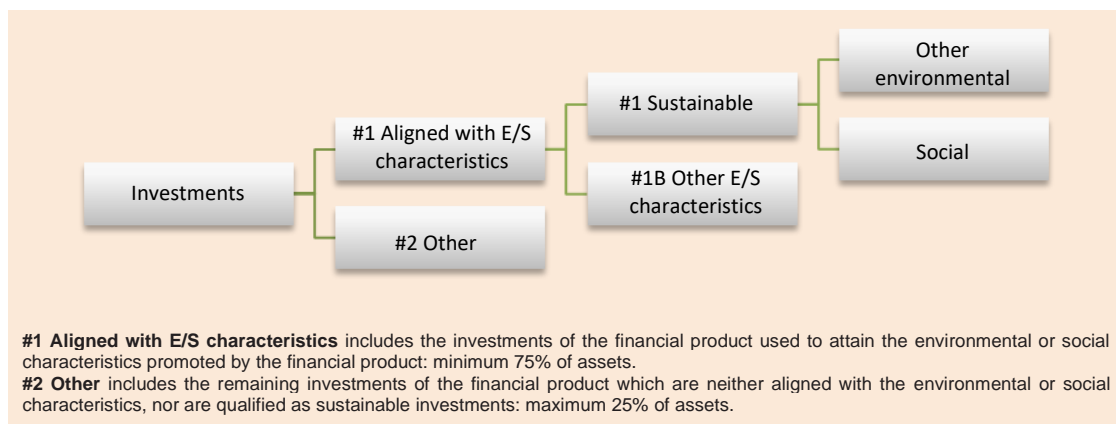 Other
environmental
#1 Sustainable
#1 Aligned with E/S
characteristics
Social
Investments
#1B Other E/S
characteristics
#2 Other
#1 Aligned with E/S characteristics includes the investments of the financial product used to attain the environmental or social
characteristics promoted by the financial product: minimum 75% of assets.
#2 Other includes the remaining investments of the financial product which are neither aligned with the environmental or social
characteristics, nor are qualified as sustainable investments: maximum 25% of assets.